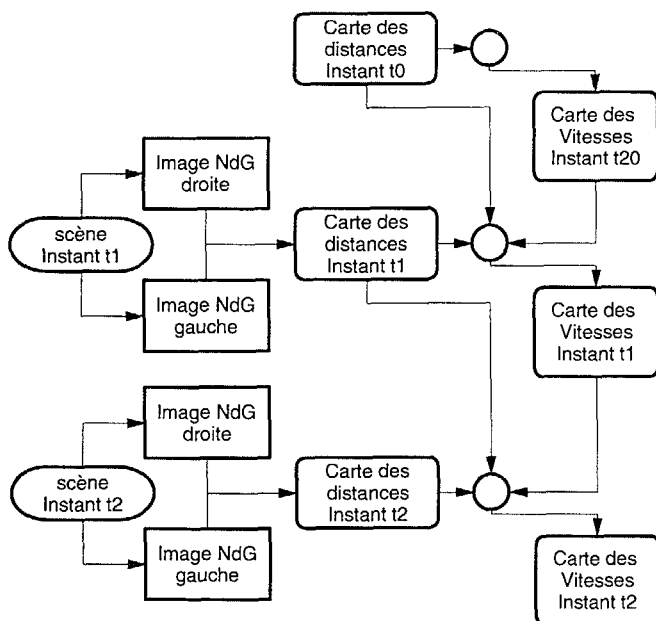 Carte des
distances
Instant t0
Carte des
Vitesses
Instant t20
Image NdG
droite
scène
Instant t1
Carte des
distances
Instant t1
Image NdG
gauche
Carte des
Vitesses
Instant t1
Image NdG
droite
scène
Instant t2
Carte des
distances
Instant t2
Image NdG
gauche
Carte des
Vitesses
Instant t2